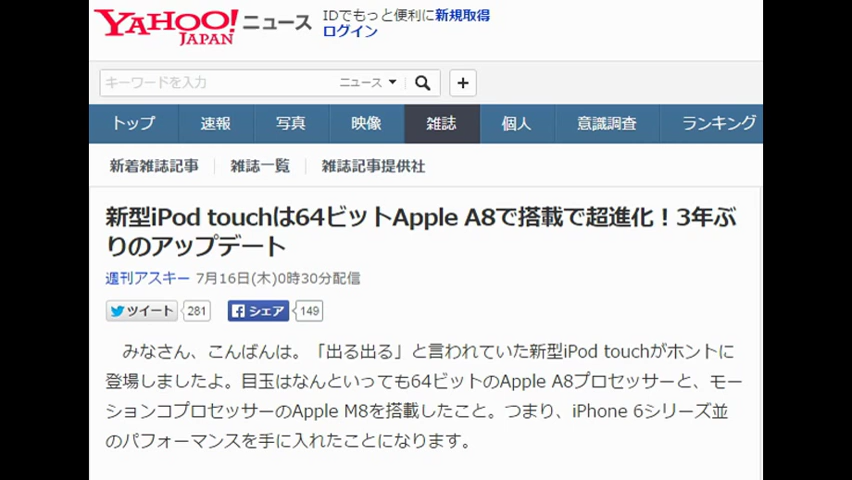 YAHOO! JAPAN ニュース
IDでもっと便利に新規取得
ログイン
キーワードを入力 ニュース
トップ 速報 写真 映像 雑誌 個人 意識調査 ランキング
新着雑誌記事 雑誌一覧 雑誌記事提供社
新型iPod touchは64ビットApple A8で搭載で超進化！3年ぶ
りのアップデート
週刊アスキー 7月16日(木)0時30分配信
ツイート 281 シェア 149
みなさん、こんばんは。「出る出る」と言われていた新型iPod touchがホントに
登場しましたよ。目玉はなんといっても64ビットのApple A8プロセッサーと、モー
ションコプロセッサーのApple M8を搭載したこと。つまり、iPhone 6シリーズ並
のパフォーマンスを手に入れたことになります。